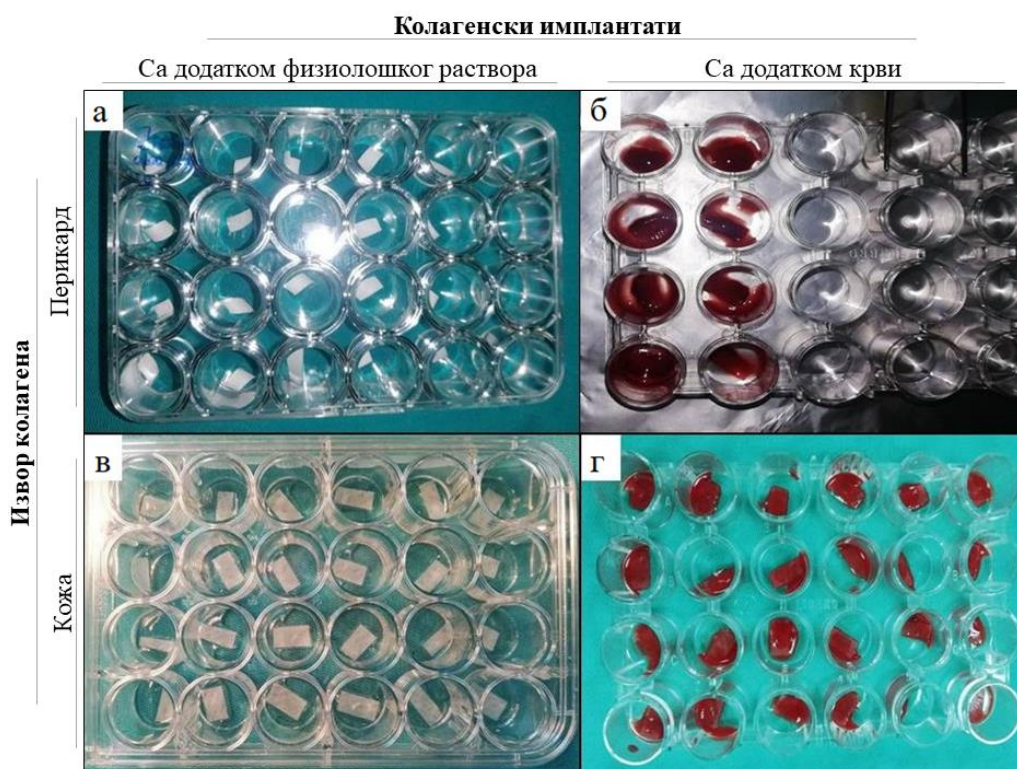 Колагенски имплантати
Са додатком физиолошког раствора
Са додатком крви
а
б
Перикард
Извор колагена
в
г
Кожа